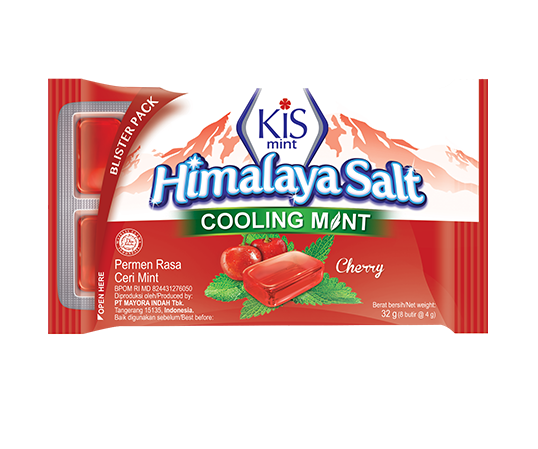 BLISTER PACK
KiS
mint
Himalaya Salt
COOLING MINT
Cherry
Permen Rasa
Ceri Mint
BPOM RI MD 824431276050
Diproduksi oleh/Produced by:
PT MAYORA INDAH Tbk.
Tangerang 15135, Indonesia.
Baik digunakan sebelum/Best before:
OPEN HERE
Berat bersih/Net weight:
32 g (8 butir @ 4 g)